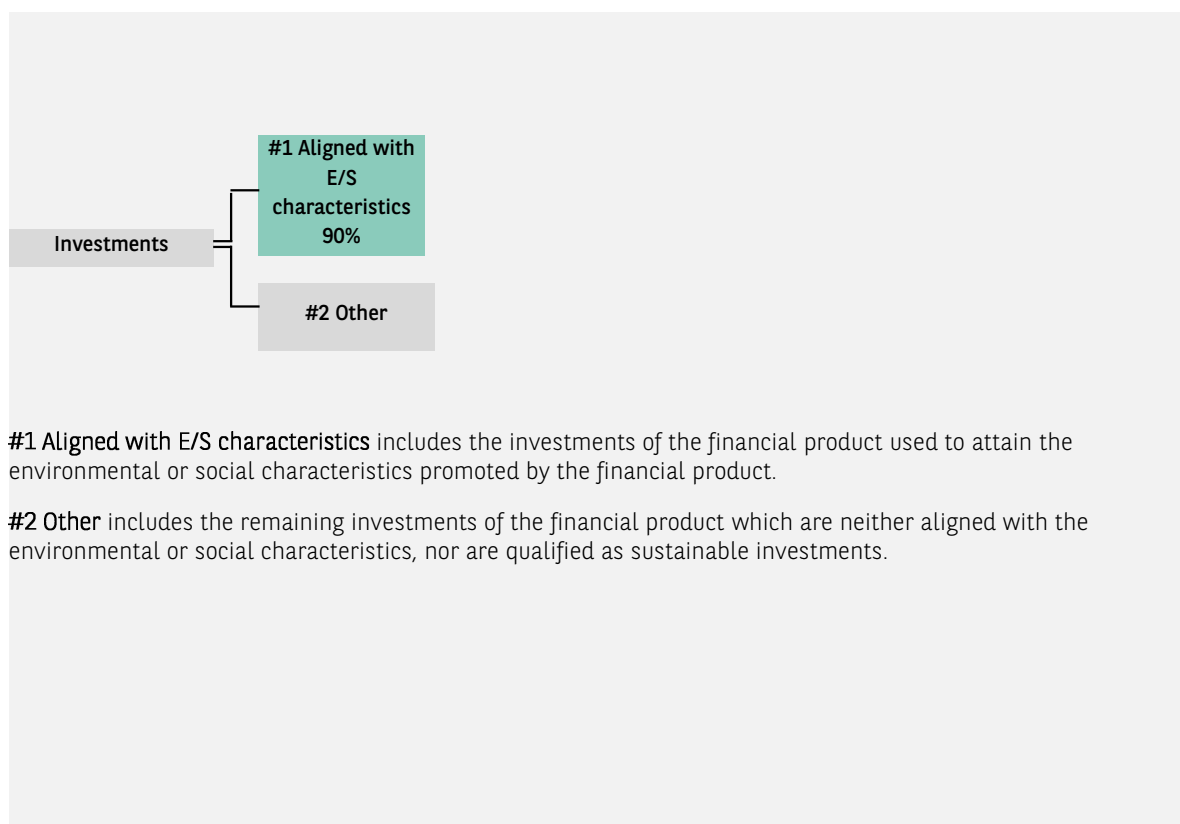 #1 Aligned with
E/S
characteristics
90%
Investments
#2 Other
#1 Aligned with E/S characteristics includes the investments of the financial product used to attain the
environmental or social characteristics promoted by the financial product.
#2 Other includes the remaining investments of the financial product which are neither aligned with the
environmental or social characteristics, nor are qualified as sustainable investments.